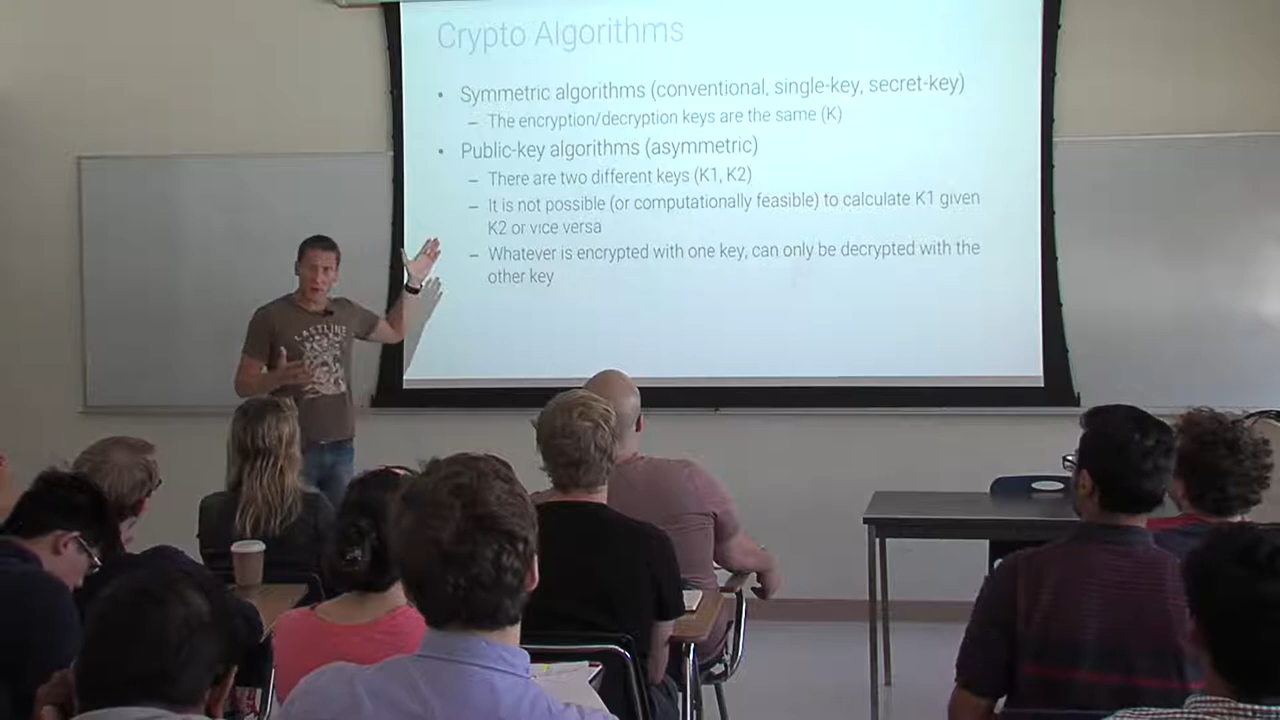 Crypto Algorithms
• Symmetric algorithms (conventional, single-key, secret-key)
– The encryption/decryption keys are the same (K)
• Public-key algorithms (asymmetric)
– There are two different keys (K1, K2)
– It is not possible (or computationally feasible) to calculate K1 given
K2 or vice versa
– Whatever is encrypted with one key, can only be decrypted with the
other key
LASTLINE